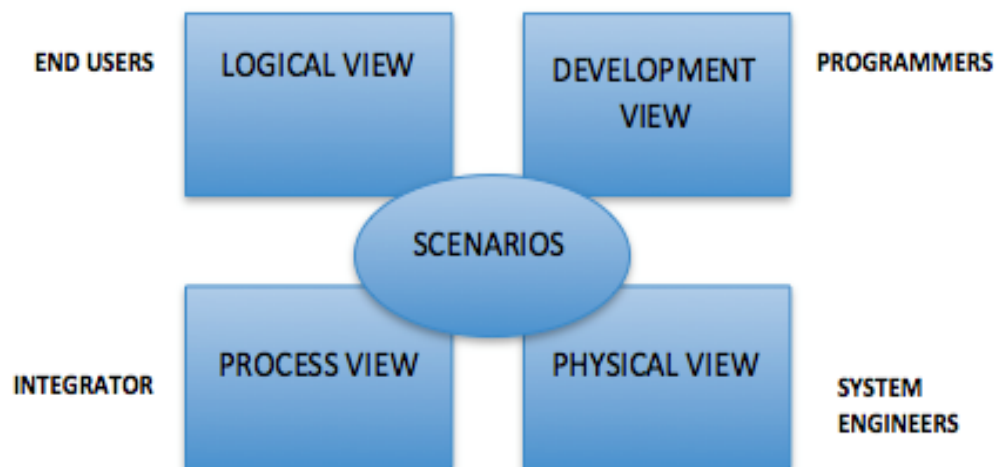 END USERS
LOGICAL VIEW
DEVELOPMENT
VIEW
PROGRAMMERS
SCENARIOS
INTEGRATOR
PROCESS VIEW
PHYSICAL VIEW
SYSTEM
ENGINEERS